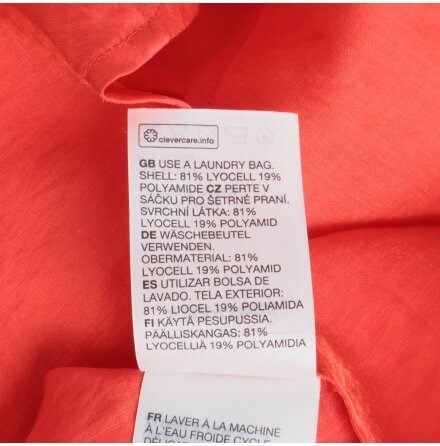 clevercare.info
GB USE A LAUNDRY BAG.
SHELL: 81% LYOCELL 19%
POLYAMIDE CZ PERTE V
SÁČKU PRO ŠETRNÉ PRANÍ.
SVRCHNÍ LÁTKA: 81%
LYOCELL 19% POLYAMID
DE WÄSCHEBEUTEL
VERWENDEN.
OBERMATERIAL: 81%
LYOCELL 19% POLYAMID
ES UTILIZAR BOLSA DE
LAVADO. TELA EXTERIOR:
81% LIOCEL 19% POLIAMIDA
FI KÄYTÄ PESUPUSSIA.
PÄÄLLISKANGAS: 81%
LYOCELLIÄ 19% POLYAMIDIA
FR LAVER À LA MACHINE
À L'EAU FROIDE CYCLE